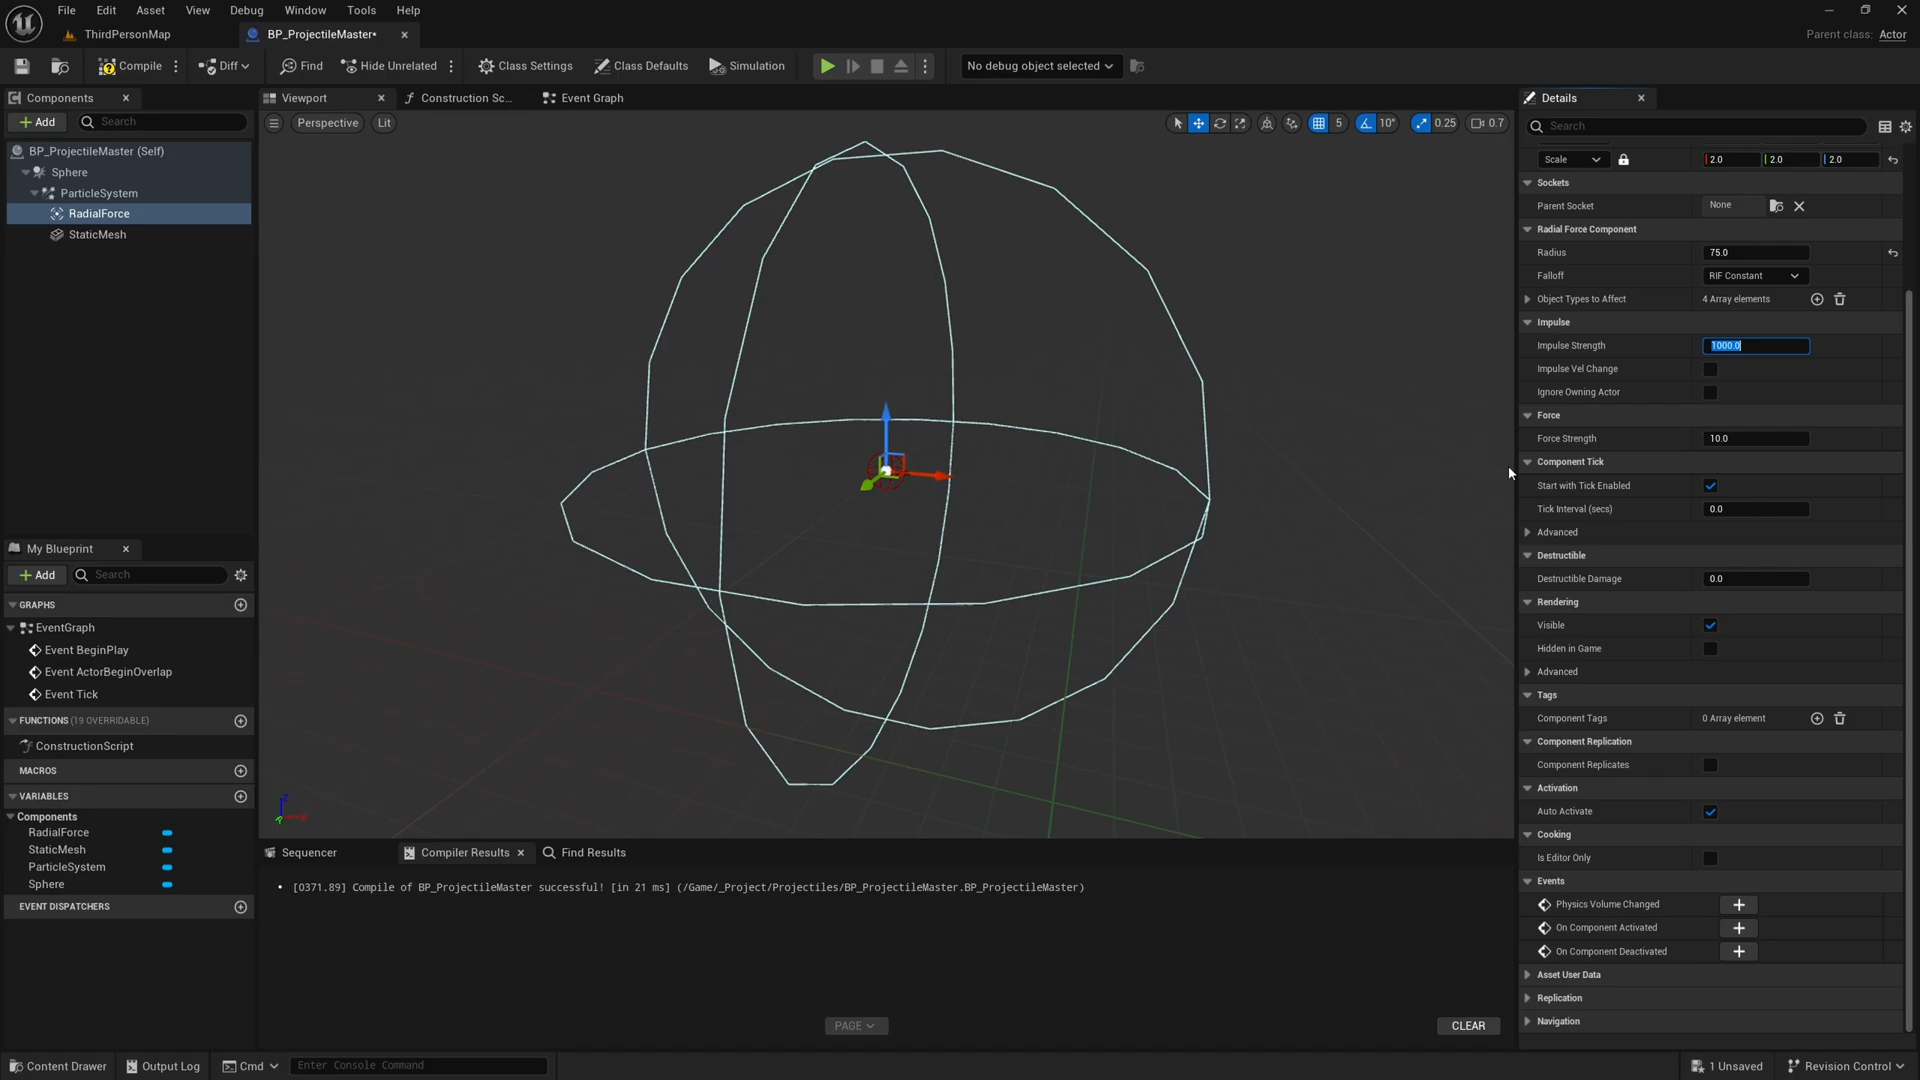 File Edit Asset View Debug Window Tools Help
ThirdPersonMap BP_ProjectileMaster• Parent class: Actor
Compile Diff Find Hide Unrelated Class Settings Class Defaults Simulation No debug object selected
Components
Add Search
BP_ProjectileMaster (Self)
Sphere
ParticleSystem
RadialForce
StaticMesh
My Blueprint
Add Search
GRAPHS
EventGraph
Event BeginPlay
Event ActorBeginOverlap
Event Tick
FUNCTIONS (19 OVERRIDABLE)
ConstructionScript
MACROS
VARIABLES
Components
RadialForce
StaticMesh
ParticleSystem
Sphere
EVENT DISPATCHERS
Viewport Construction Sc... Event Graph
Perspective Lit 5 10° 0.25 0.7
Sequencer Compiler Results Find Results
• [0371.89] Compile of BP_ProjectileMaster successful! [in 21 ms] (/Game/_Project/Projectiles/BP_ProjectileMaster.BP_ProjectileMaster)
PAGE CLEAR
Details
Search
Scale 2.0 2.0 2.0
Sockets
Parent Socket None
Radial Force Component
Radius 75.0
Falloff RIF Constant
Object Types to Affect 4 Array elements
Impulse
Impulse Strength 1000.0
Impulse Vel Change
Ignore Owning Actor
Force
Force Strength 10.0
Component Tick
Start with Tick Enabled
Tick Interval (secs) 0.0
Advanced
Destructible
Destructible Damage 0.0
Rendering
Visible
Hidden in Game
Advanced
Tags
Component Tags 0 Array element
Component Replication
Component Replicates
Activation
Auto Activate
Cooking
Is Editor Only
Events
Physics Volume Changed
On Component Activated
On Component Deactivated
Asset User Data
Replication
Navigation
Content Drawer Output Log Cmd Enter Console Command 1 Unsaved Revision Control